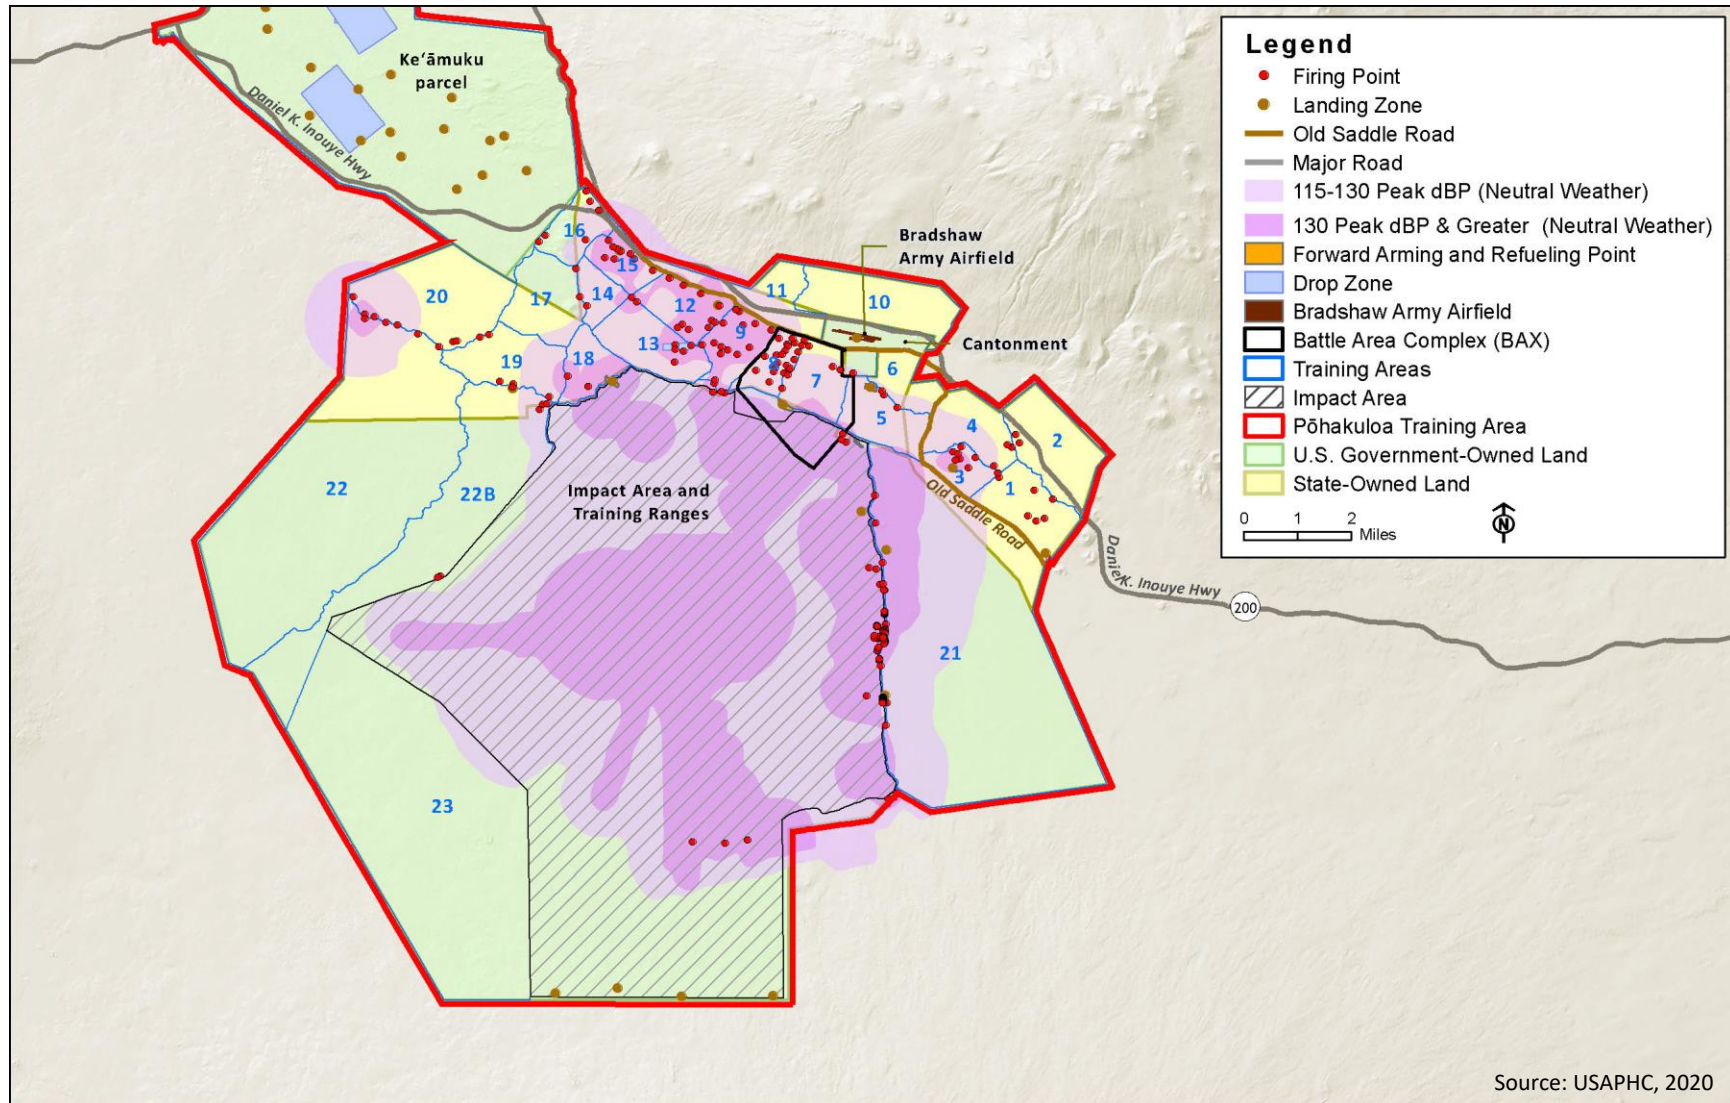 Keʻāmuku
parcel
Daniel K. Inouye Hwy
Legend
Firing Point
Landing Zone
Old Saddle Road
Major Road
115-130 Peak dBP (Neutral Weather)
130 Peak dBP & Greater (Neutral Weather)
Forward Arming and Refueling Point
Drop Zone
Bradshaw Army Airfield
Battle Area Complex (BAX)
Training Areas
Impact Area
Pōhakuloa Training Area
U.S. Government-Owned Land
State-Owned Land
0 1 2
Miles
N
16
15
Bradshaw
Army Airfield
20
17
14
12
11
10
13
9
Cantonment
19
18
8
7
6
5
4
2
3
1
22
22B
Impact Area and
Training Ranges
Old Saddle Road
Daniel K. Inouye Hwy
200
21
23
Source: USAPHC, 2020